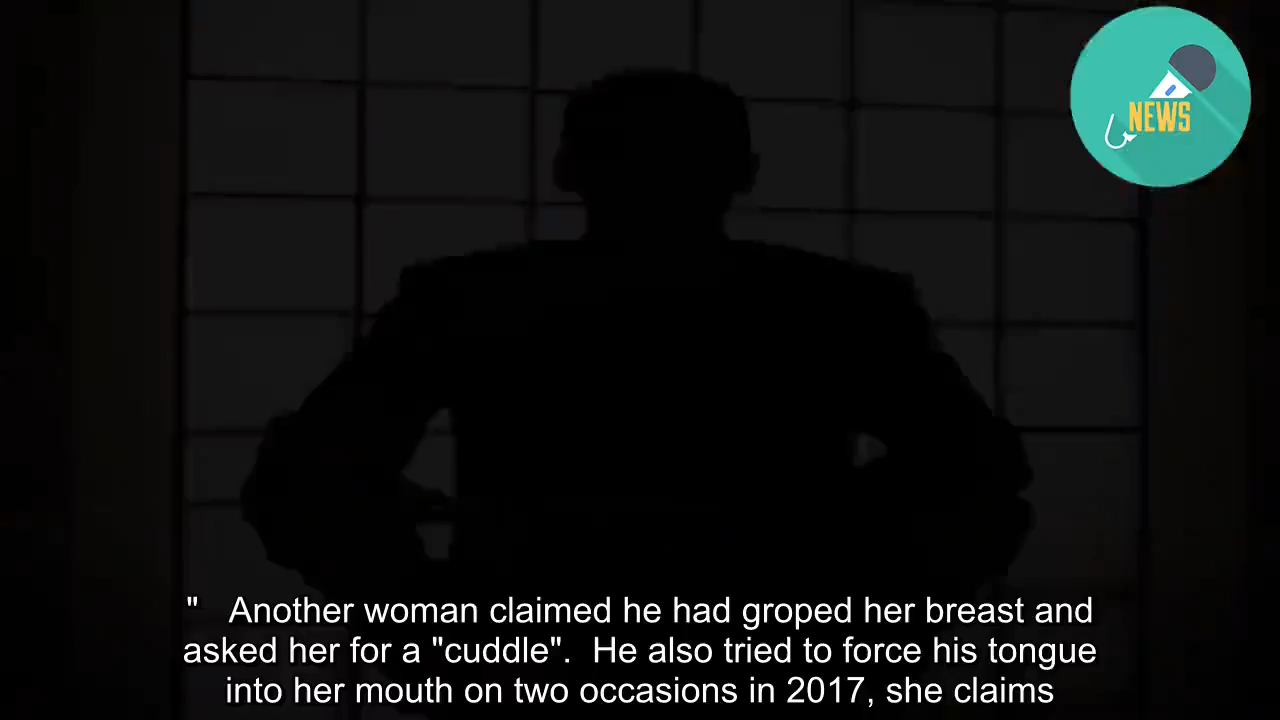 NEWS
" Another woman claimed he had groped her breast and
asked her for a "cuddle". He also tried to force his tongue
into her mouth on two occasions in 2017, she claims